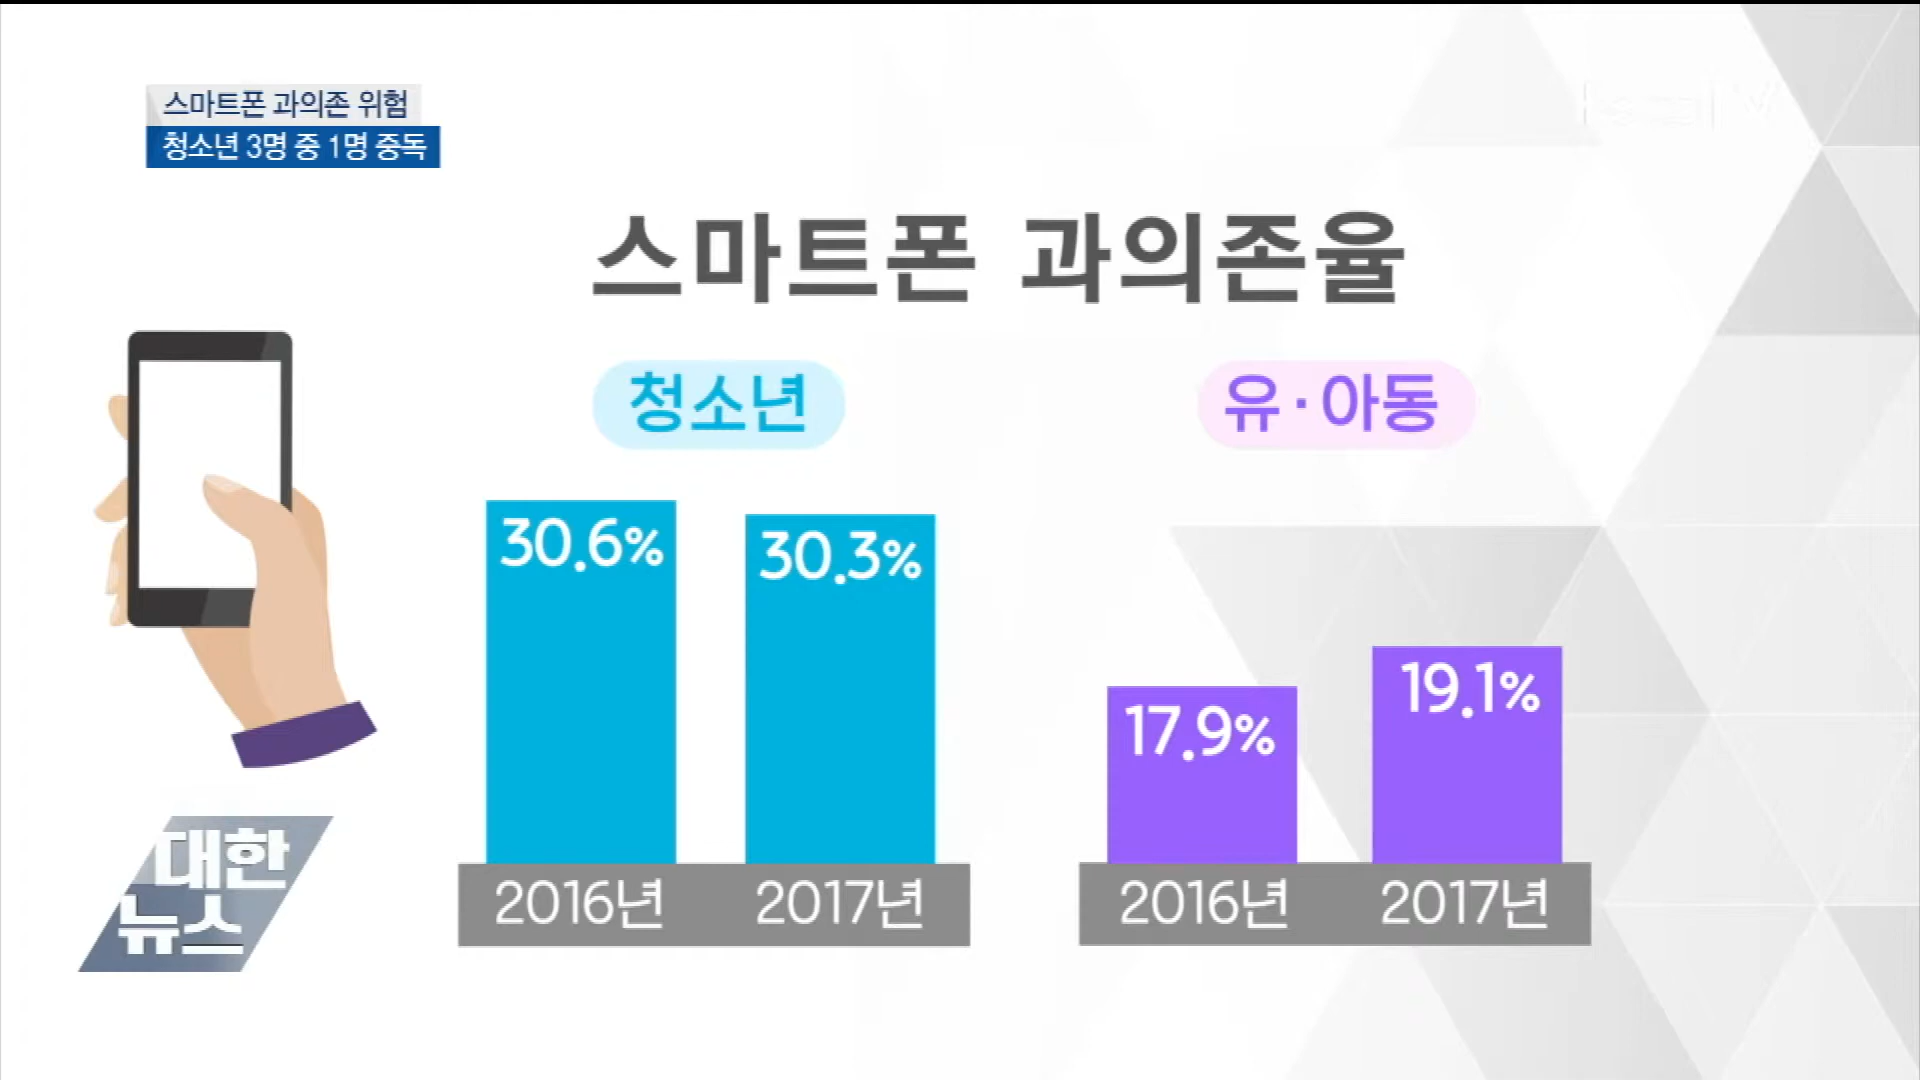 스마트폰 과의존 위험
청소년 3명 중 1명 중독
스마트폰 과의존율
청소년
유·아동
30.6%
30.3%
17.9%
19.1%
2016년
2017년
2016년
2017년
대한
뉴스